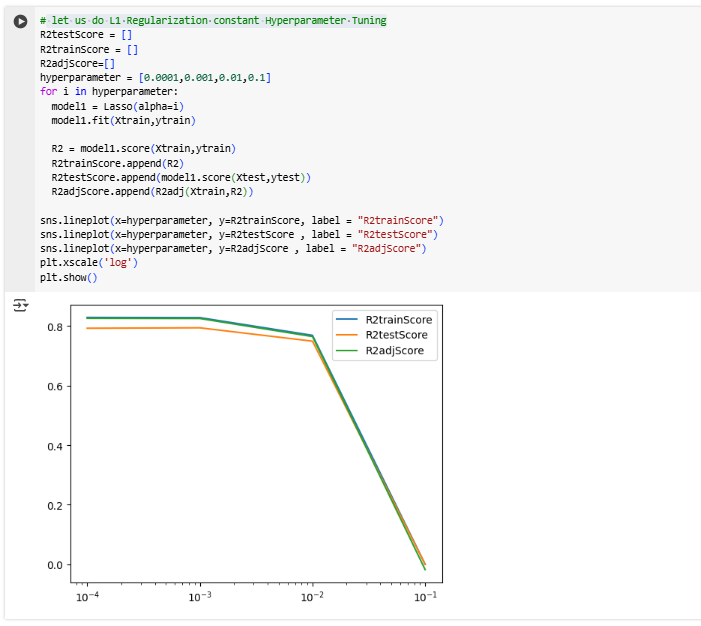 # let us do L1 Regularization constant Hyperparameter Tuning
R2testScore = []
R2trainScore = []
R2adjScore=[]
hyperparameter = [0.0001,0.001,0.01,0.1]
for i in hyperparameter:
  model1 = Lasso(alpha=i)
  model1.fit(Xtrain,ytrain)

  R2 = model1.score(Xtrain,ytrain)
  R2trainScore.append(R2)
  R2testScore.append(model1.score(Xtest,ytest))
  R2adjScore.append(R2adj(Xtrain,R2))

sns.lineplot(x=hyperparameter, y=R2trainScore, label = "R2trainScore")
sns.lineplot(x=hyperparameter, y=R2testScore , label = "R2testScore")
sns.lineplot(x=hyperparameter, y=R2adjScore , label = "R2adjScore")
plt.xscale('log')
plt.show()
R2trainScore
R2testScore
R2adjScore
0.8
0.6
0.4
0.2
0.0
10⁻⁴ 10⁻³ 10⁻² 10⁻¹